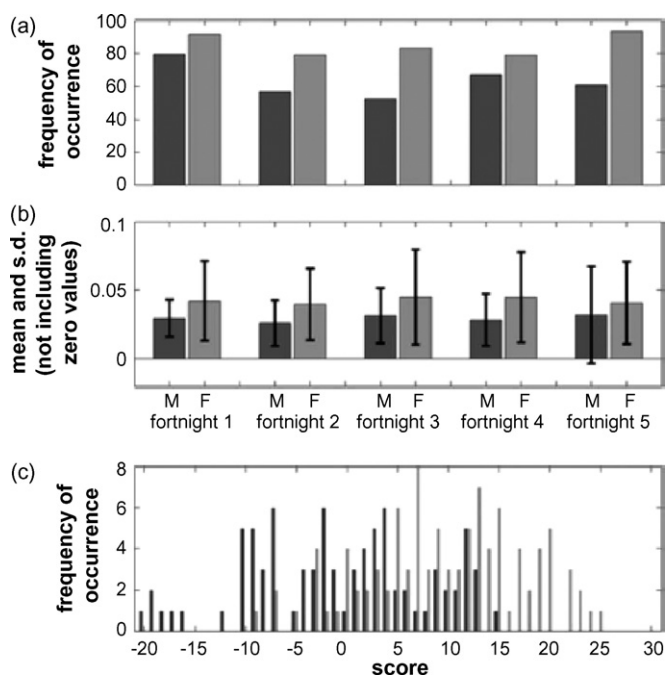 (a)
frequency of
occurrence
100
80
60
40
20
0
(b)
mean and s.d.
(not including
zero values)
0.1
0.05
0
M F M F M F M F M F
fortnight 1 fortnight 2 fortnight 3 fortnight 4 fortnight 5
(c)
frequency of
occurrence
8
6
4
2
0
-20 -15 -10 -5 0 5 10 15 20 25 30
score